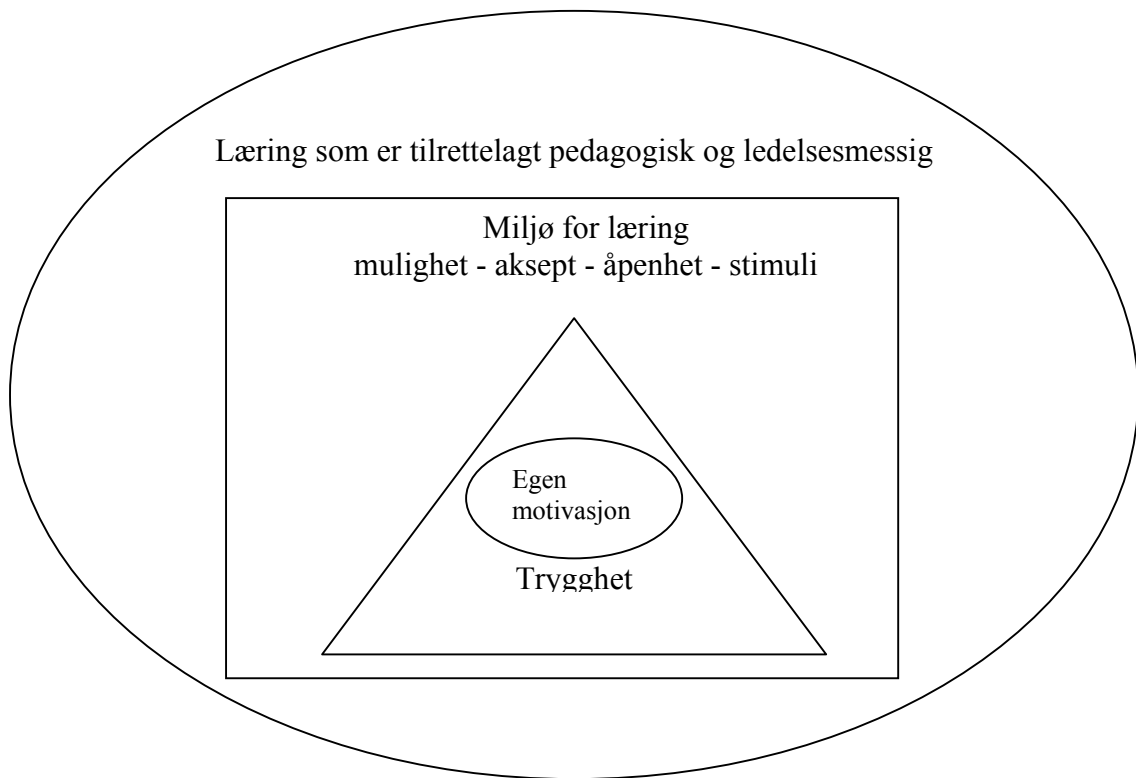 Læring som er tilrettelagt pedagogisk og ledelsesmessig
Miljø for læring
mulighet - aksept - åpenhet - stimuli
Egen
motivasjon
Trygghet